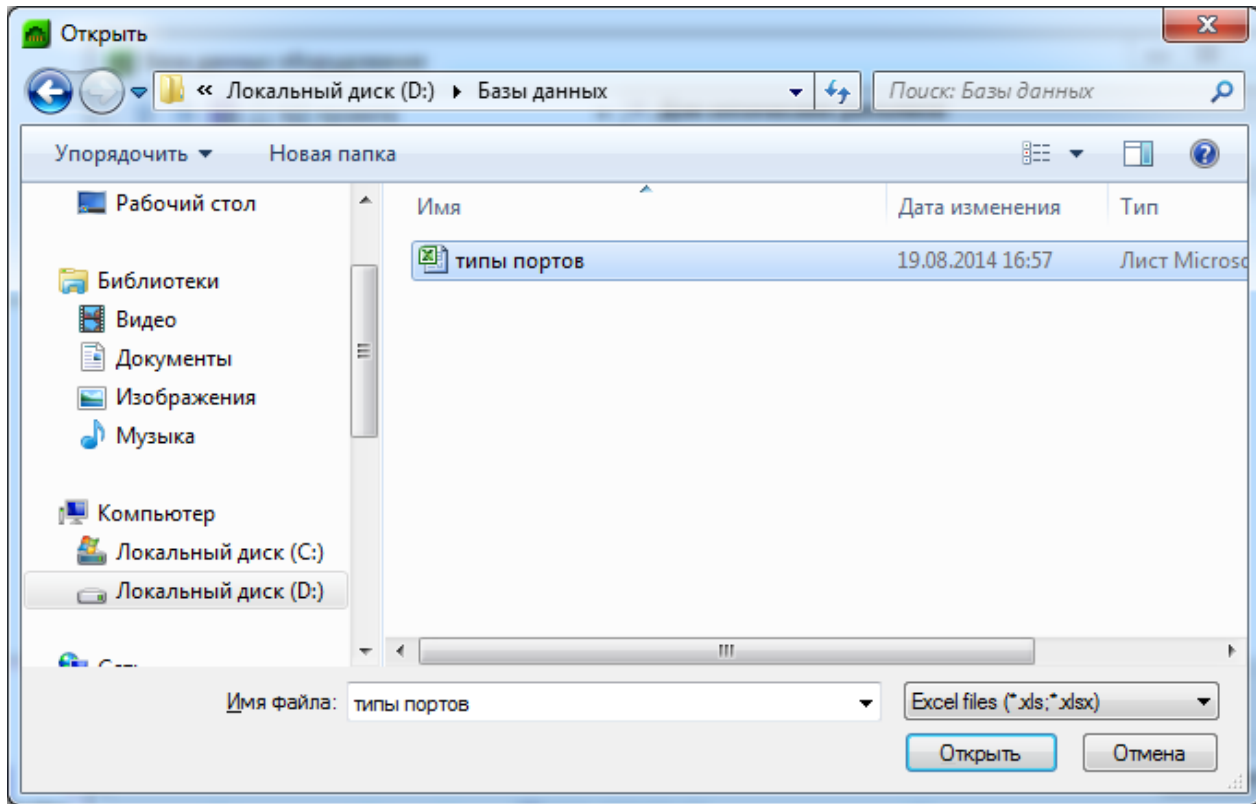 Открыть
« Локальный диск (D:) Базы данных
Поиск: Базы данных
Упорядочить Новая папка
Имя Дата изменения Тип
типы портов 19.08.2014 16:57 Лист Microso
Рабочий стол
Библиотеки
Видео
Документы
Изображения
Музыка
Компьютер
Локальный диск (C:)
Локальный диск (D:)
Имя файла: типы портов Excel files (*.xls;*.xlsx)
Открыть Отмена